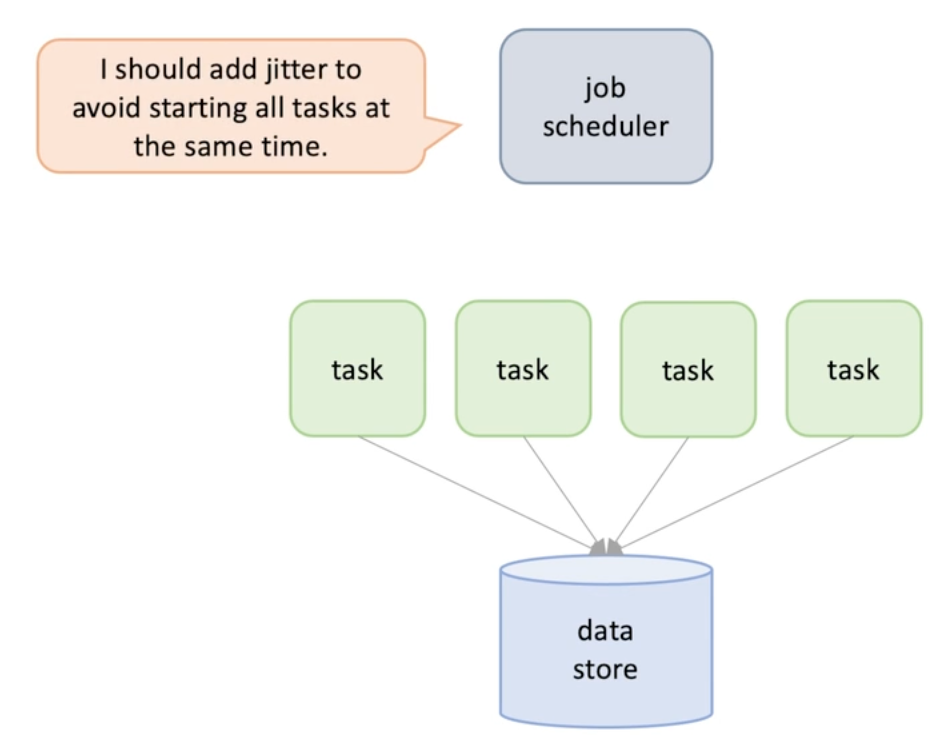 I should add jitter to
avoid starting all tasks at
the same time.
job
scheduler
task
task
task
task
data
store